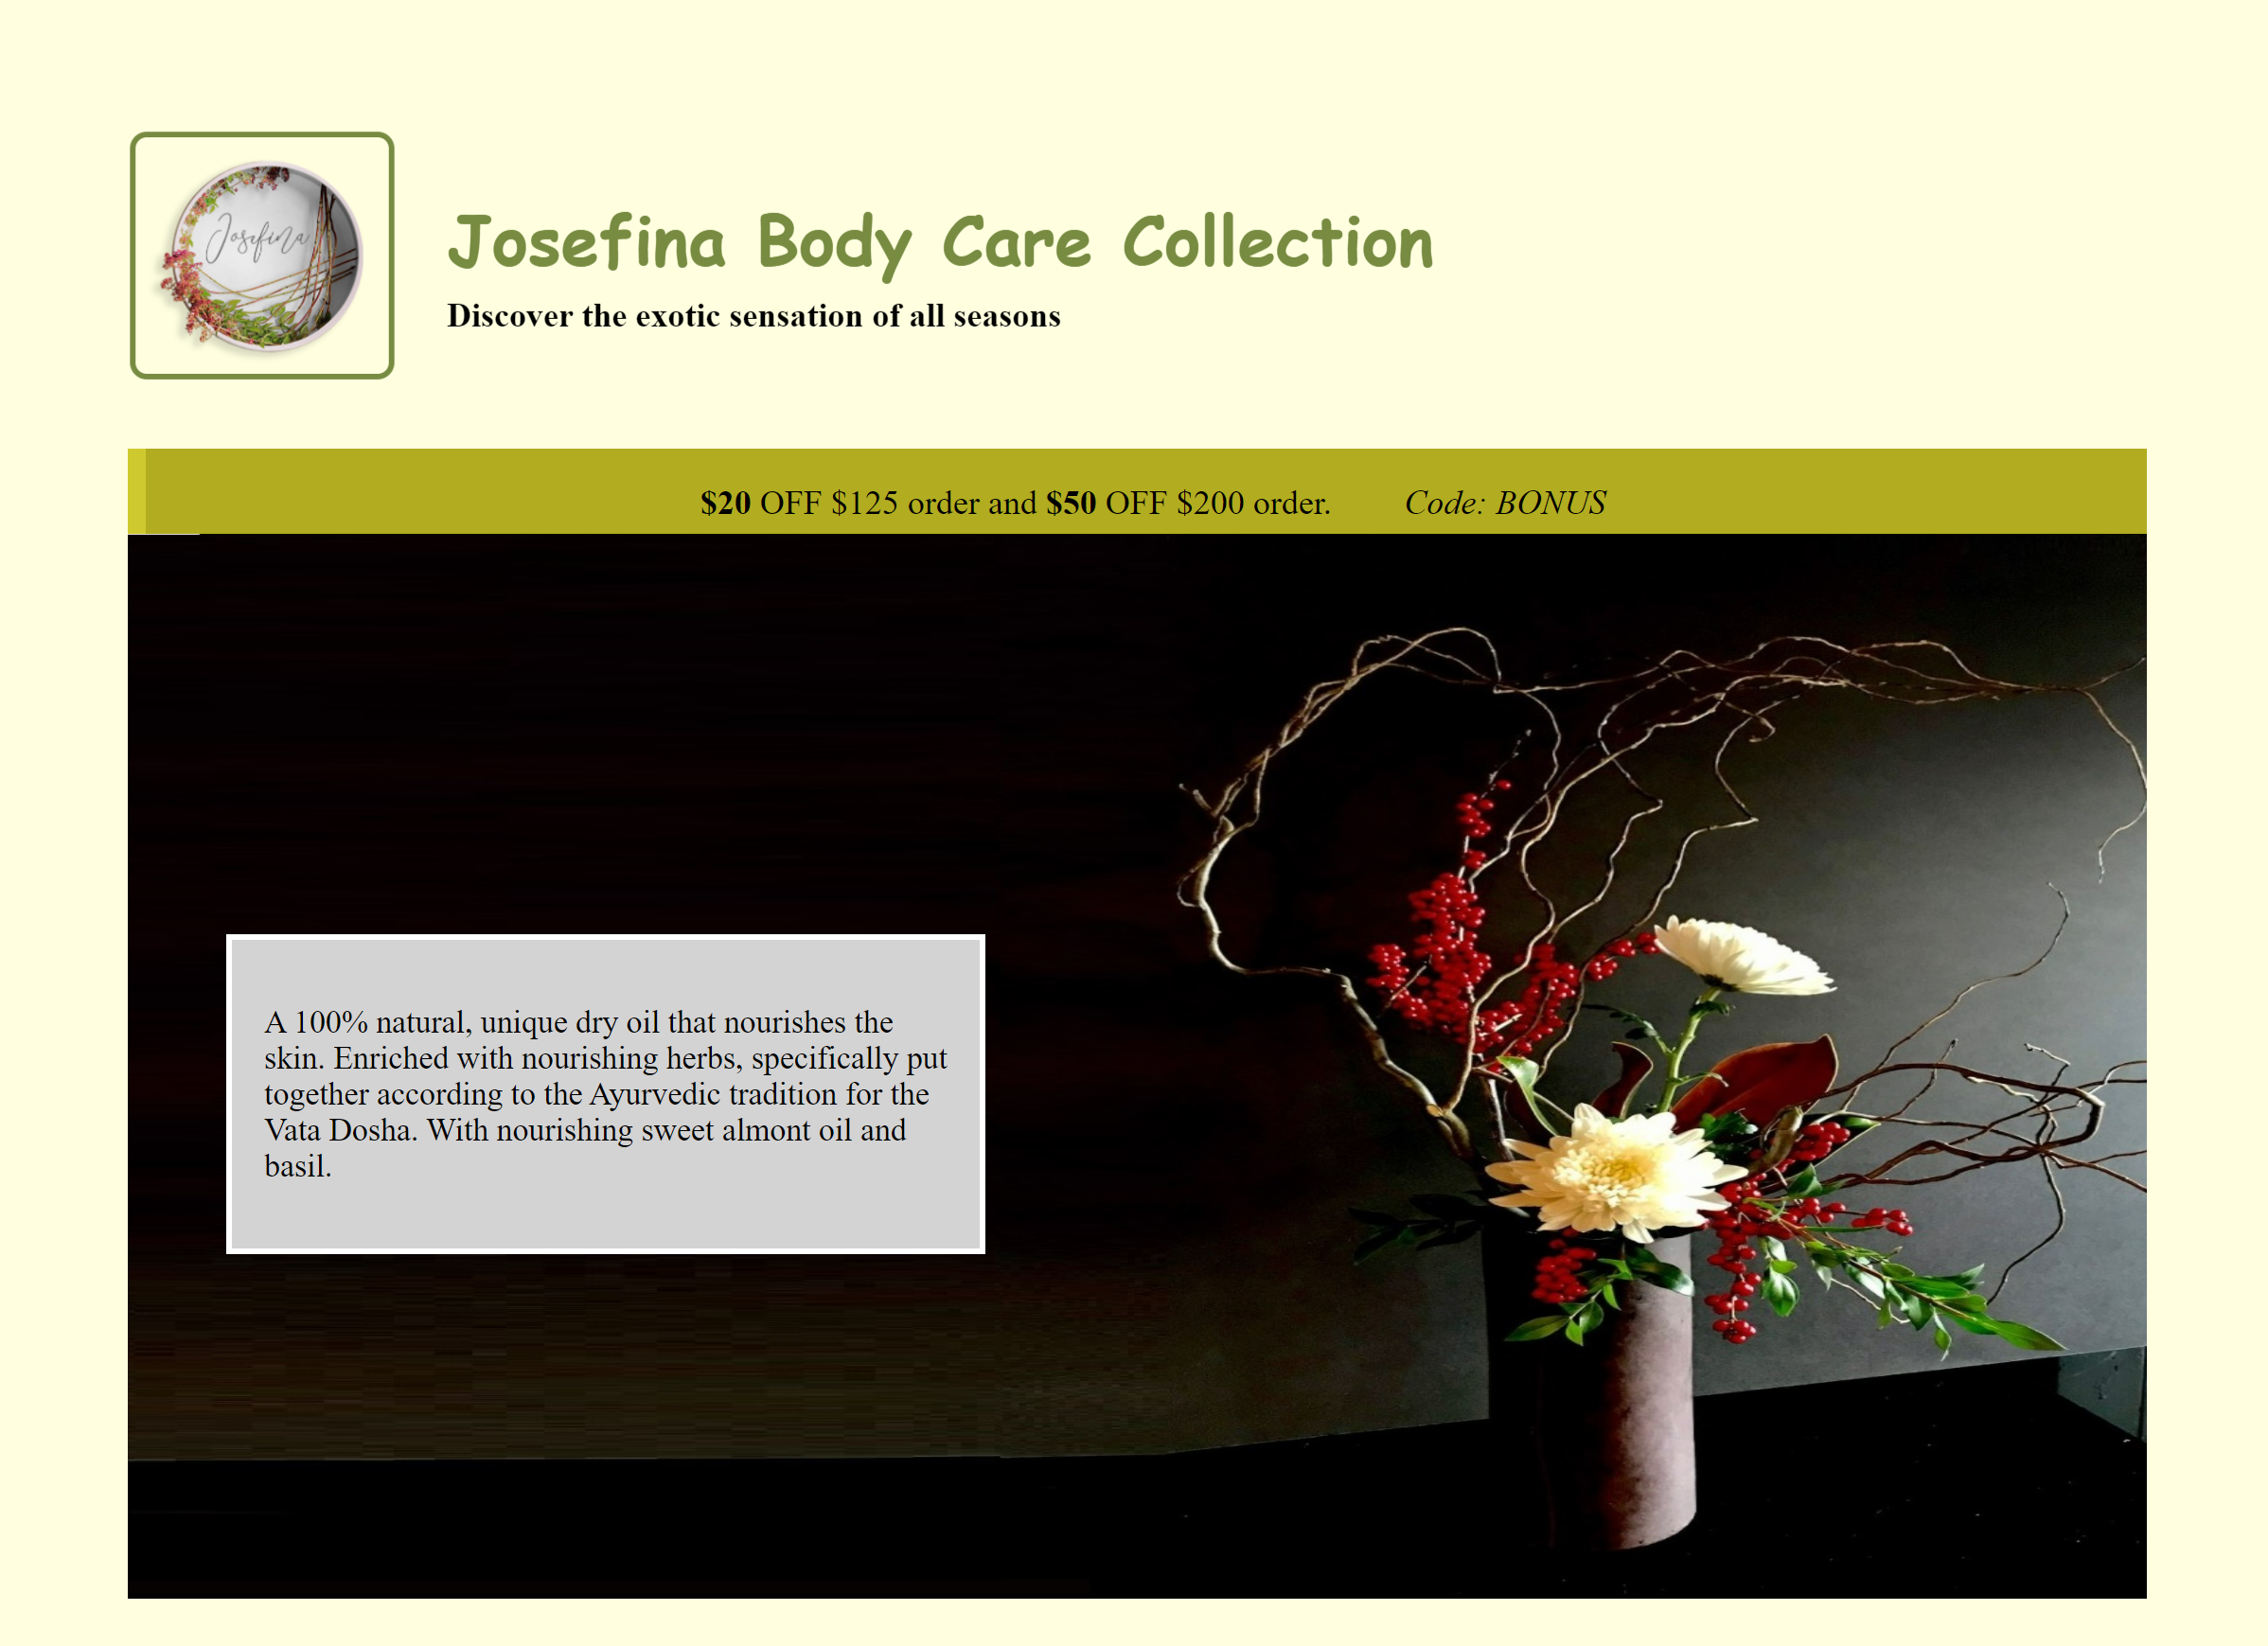 Josefina
Josefina Body Care Collection
Discover the exotic sensation of all seasons
$20 OFF $125 order and $50 OFF $200 order. Code: BONUS
A 100% natural, unique dry oil that nourishes the
skin. Enriched with nourishing herbs, specifically put
together according to the Ayurvedic tradition for the
Vata Dosha. With nourishing sweet almont oil and
basil.